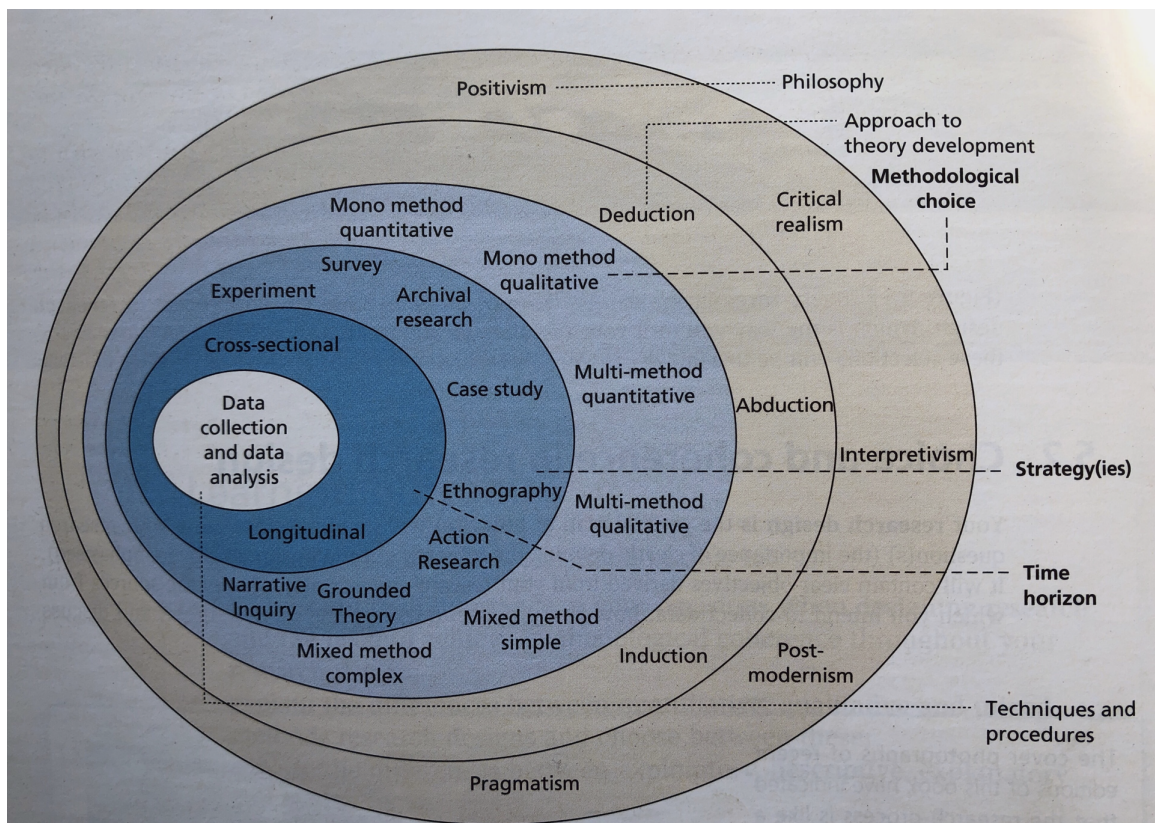 Positivism
Philosophy
Approach to
theory development
Methodological
choice
Deduction
Critical
realism
Mono method
quantitative
Mono method
qualitative
Survey
Experiment
Archival
research
Cross-sectional
Case study
Multi-method
quantitative
Abduction
Data
collection
and data
analysis
Interpretivism
Strategy(ies)
Ethnography
Multi-method
qualitative
Longitudinal
Action
Research
Time
horizon
Narrative
Inquiry
Grounded
Theory
Mixed method
simple
Mixed method
complex
Induction
Post-
modernism
Techniques and
procedures
Pragmatism